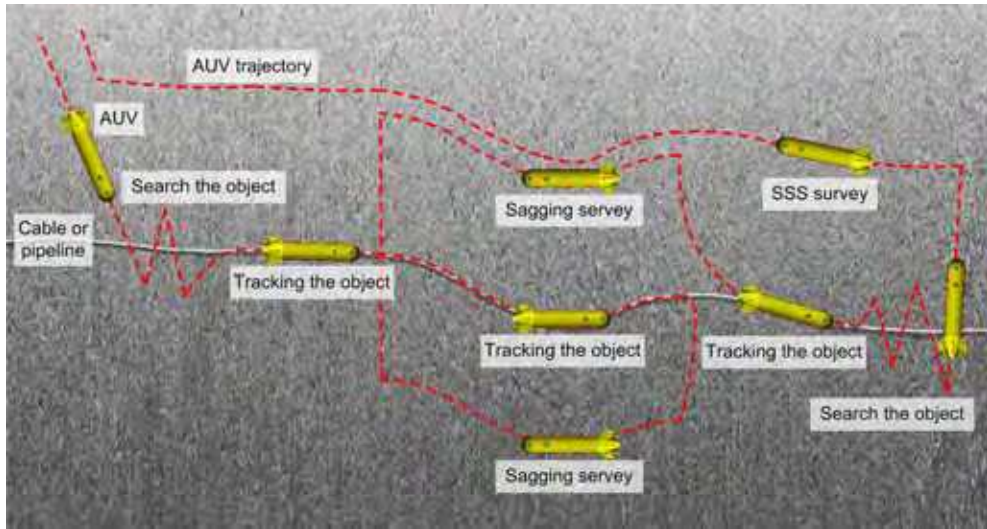 AUV trajectory
AUV
Search the object
Sagging servey
SSS survey
Cable or
pipeline
Tracking the object
Tracking the object
Tracking the object
Search the object
Sagging servey